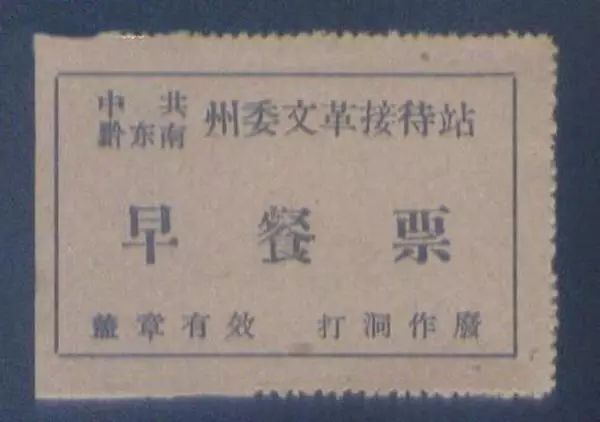 中共
黔东南 州委文革接待站
早餐票
蓋章有效 打洞作廢